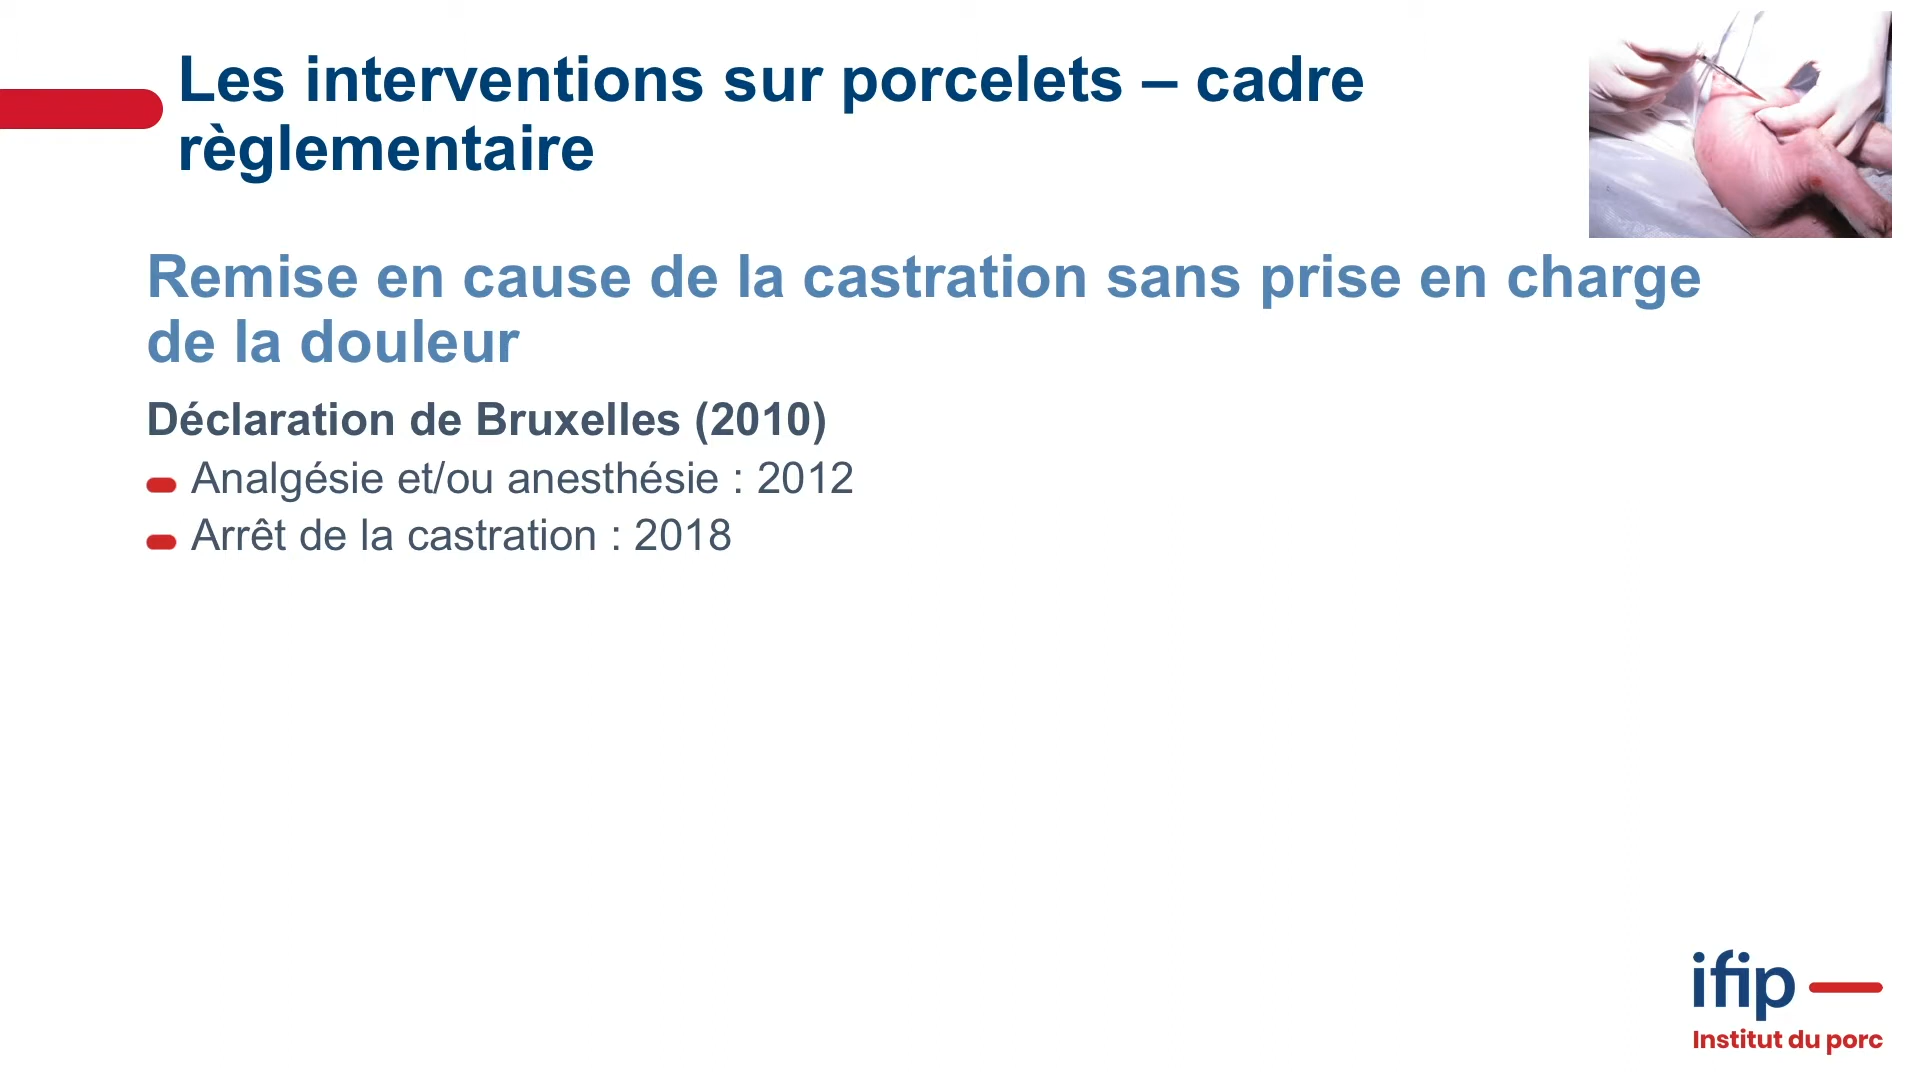 Les interventions sur porcelets – cadre
règlementaire
Remise en cause de la castration sans prise en charge
de la douleur
Déclaration de Bruxelles (2010)
Analgésie et/ou anesthésie : 2012
Arrêt de la castration : 2018
ifip
Institut du porc